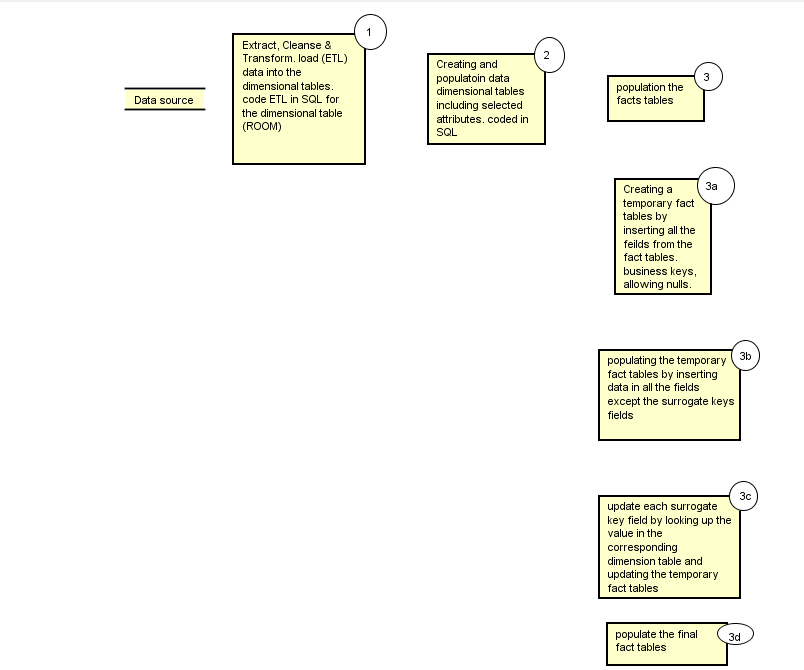 Data source
1
Extract, Cleanse &
Transform. load (ETL)
data into the
dimensional tables.
code ETL in SQL for
the dimensional table
(ROOM)
2
Creating and
populatoin data
dimensional tables
including selected
attributes. coded in
SQL
3
population the
facts tables
3a
Creating a
temporary fact
tables by
inserting all the
feilds from the
fact tables.
business keys,
allowing nulls.
3b
populating the temporary
fact tables by inserting
data in all the fields
except the surrogate keys
fields
3c
update each surrogate
key field by looking up the
value in the
corresponding
dimension table and
updating the temporary
fact tables
3d
populate the final
fact tables